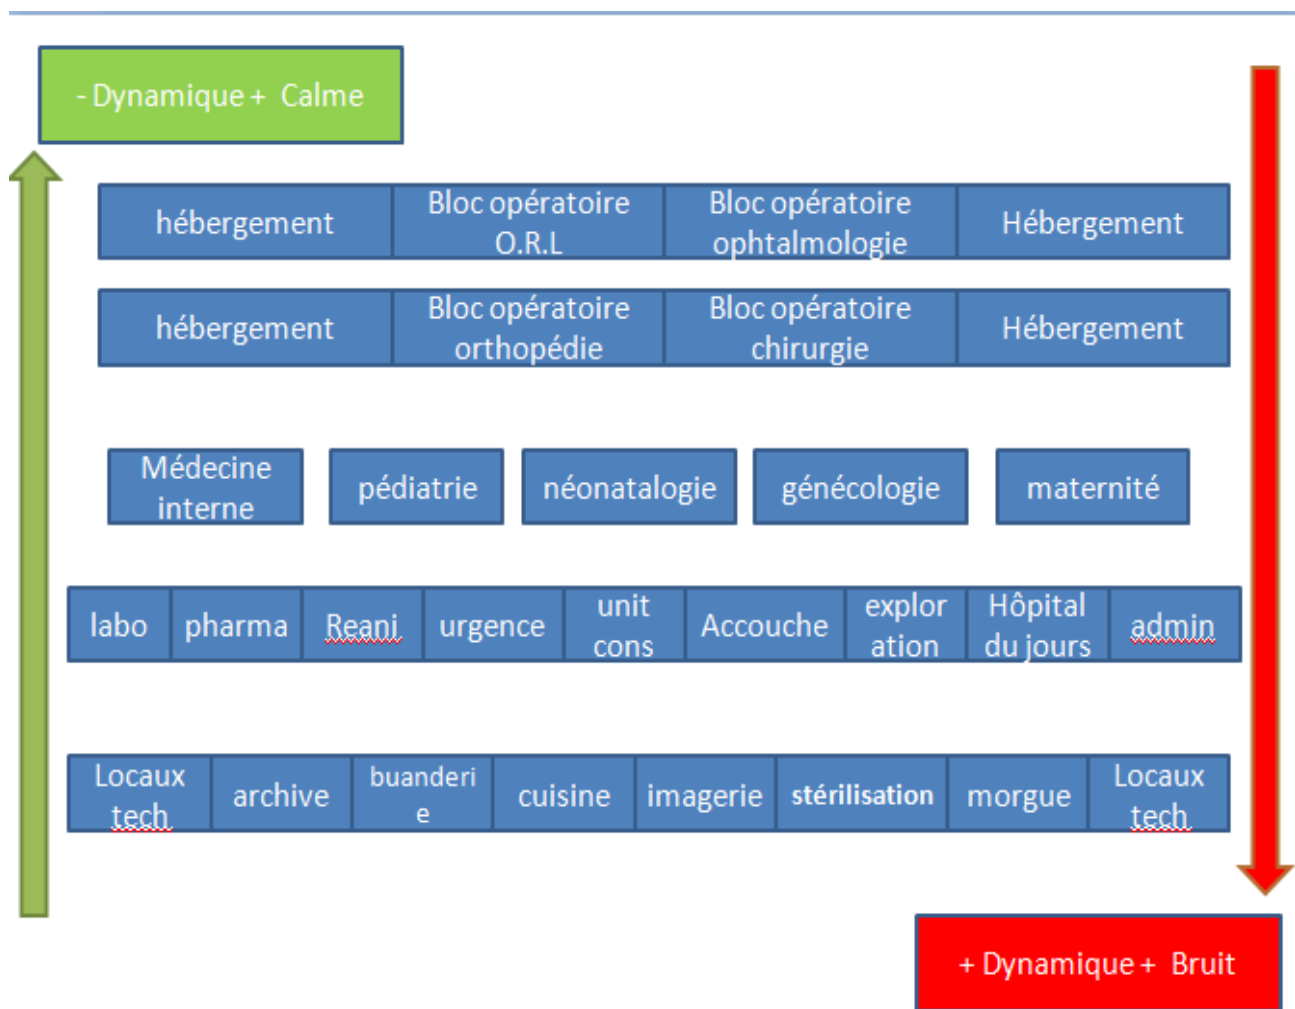 - Dynamique + Calme
hébergement
Bloc opératoire
O.R.L
Bloc opératoire
ophtalmologie
Hébergement
hébergement
Bloc opératoire
orthopédie
Bloc opératoire
chirurgie
Hébergement
Médecine
interne
pédiatrie
néonatalogie
génécologie
maternité
labo
pharma
Reani
urgence
unit
cons
Accouche
explor
ation
Hôpital
du jours
admin
Locaux
tech
archive
buanderi
e
cuisine
imagerie
stérilisation
morgue
Locaux
tech
+ Dynamique + Bruit